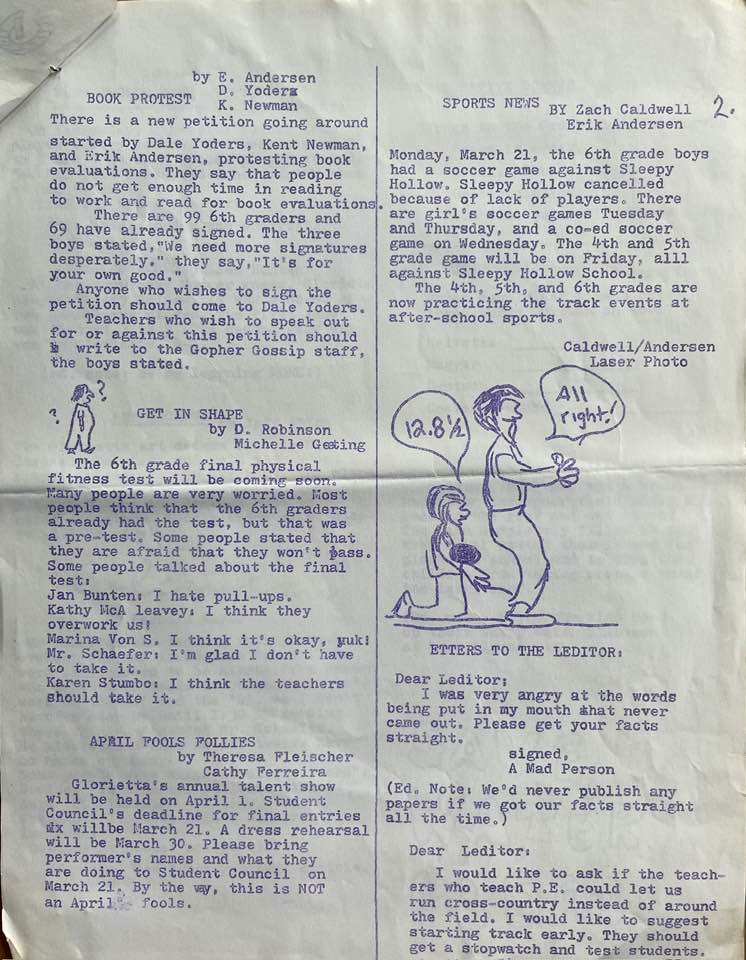 by E. Andersen
D. Yoders
BOOK PROTEST
K. Newman
There is a new petition going around
started by Dale Yoders, Kent Newman,
and Erik Andersen, protesting book
evaluations. They say that people
do not get enough time in reading
to work and read for book evaluations.
There are 99 6th graders and
69 have already signed. The three
boys stated,"We need more signatures
desperately." they say,"It's for
your own good."
Anyone who wishes to sign the
petition should come to Dale Yoders.
Teachers who wish to speak out
for or against this petition should
write to the Gopher Gossip staff,
the boys stated.
? ?
GET IN SHAPE
by D. Robinson
Michelle Geeting
The 6th grade final physical
fitness test will be coming soon.
Many people are very worried. Most
people think that the 6th graders
already had the test, but that was
a pre-test. Some people stated that
they are afraid that they won't pass.
Some people talked about the final
test:
Jan Bunten: I hate pull-ups.
Kathy McA leavey: I think they
overwork us!
Marina Von S. I think it's okay, yuk!
Mr. Schaefer: I'm glad I don't have
to take it.
Karen Stumbo: I think the teachers
should take it.
APRIL FOOLS FOLLIES
by Theresa Fleischer
Cathy Ferreira
Glorietta's annual talent show
will be held on April 1. Student
Council's deadline for final entries
willbe March 21. A dress rehearsal
will be March 30. Please bring
performer's names and what they
are doing to Student Council on
March 21. By the way, this is NOT
an April fools.
2.
SPORTS NEWS BY Zach Caldwell
Erik Andersen
Monday, March 21, the 6th grade boys
had a soccer game against Sleepy
Hollow. Sleepy Hollow cancelled
because of lack of players. There
are girl's soccer games Tuesday
and Thursday, and a co-ed soccer
game on Wednesday. The 4th and 5th
grade game will be on Friday, alll
against Sleepy Hollow School.
The 4th, 5th, and 6th grades are
now practicing the track events at
after-school sports.
Caldwell/Andersen
Laser Photo
12.8½
All
right!
ETTERS TO THE LEDITOR:
Dear Leditor;
I was very angry at the words
being put in my mouth that never
came out. Please get your facts
straight.
signed,
A Mad Person
(Ed. Note: We'd never publish any
papers if we got our facts straight
all the time.)
Dear Leditor:
I would like to ask if the teach-
ers who teach P.E. could let us
run cross-country instead of around
the field. I would like to suggest
starting track early. They should
get a stopwatch and test students.